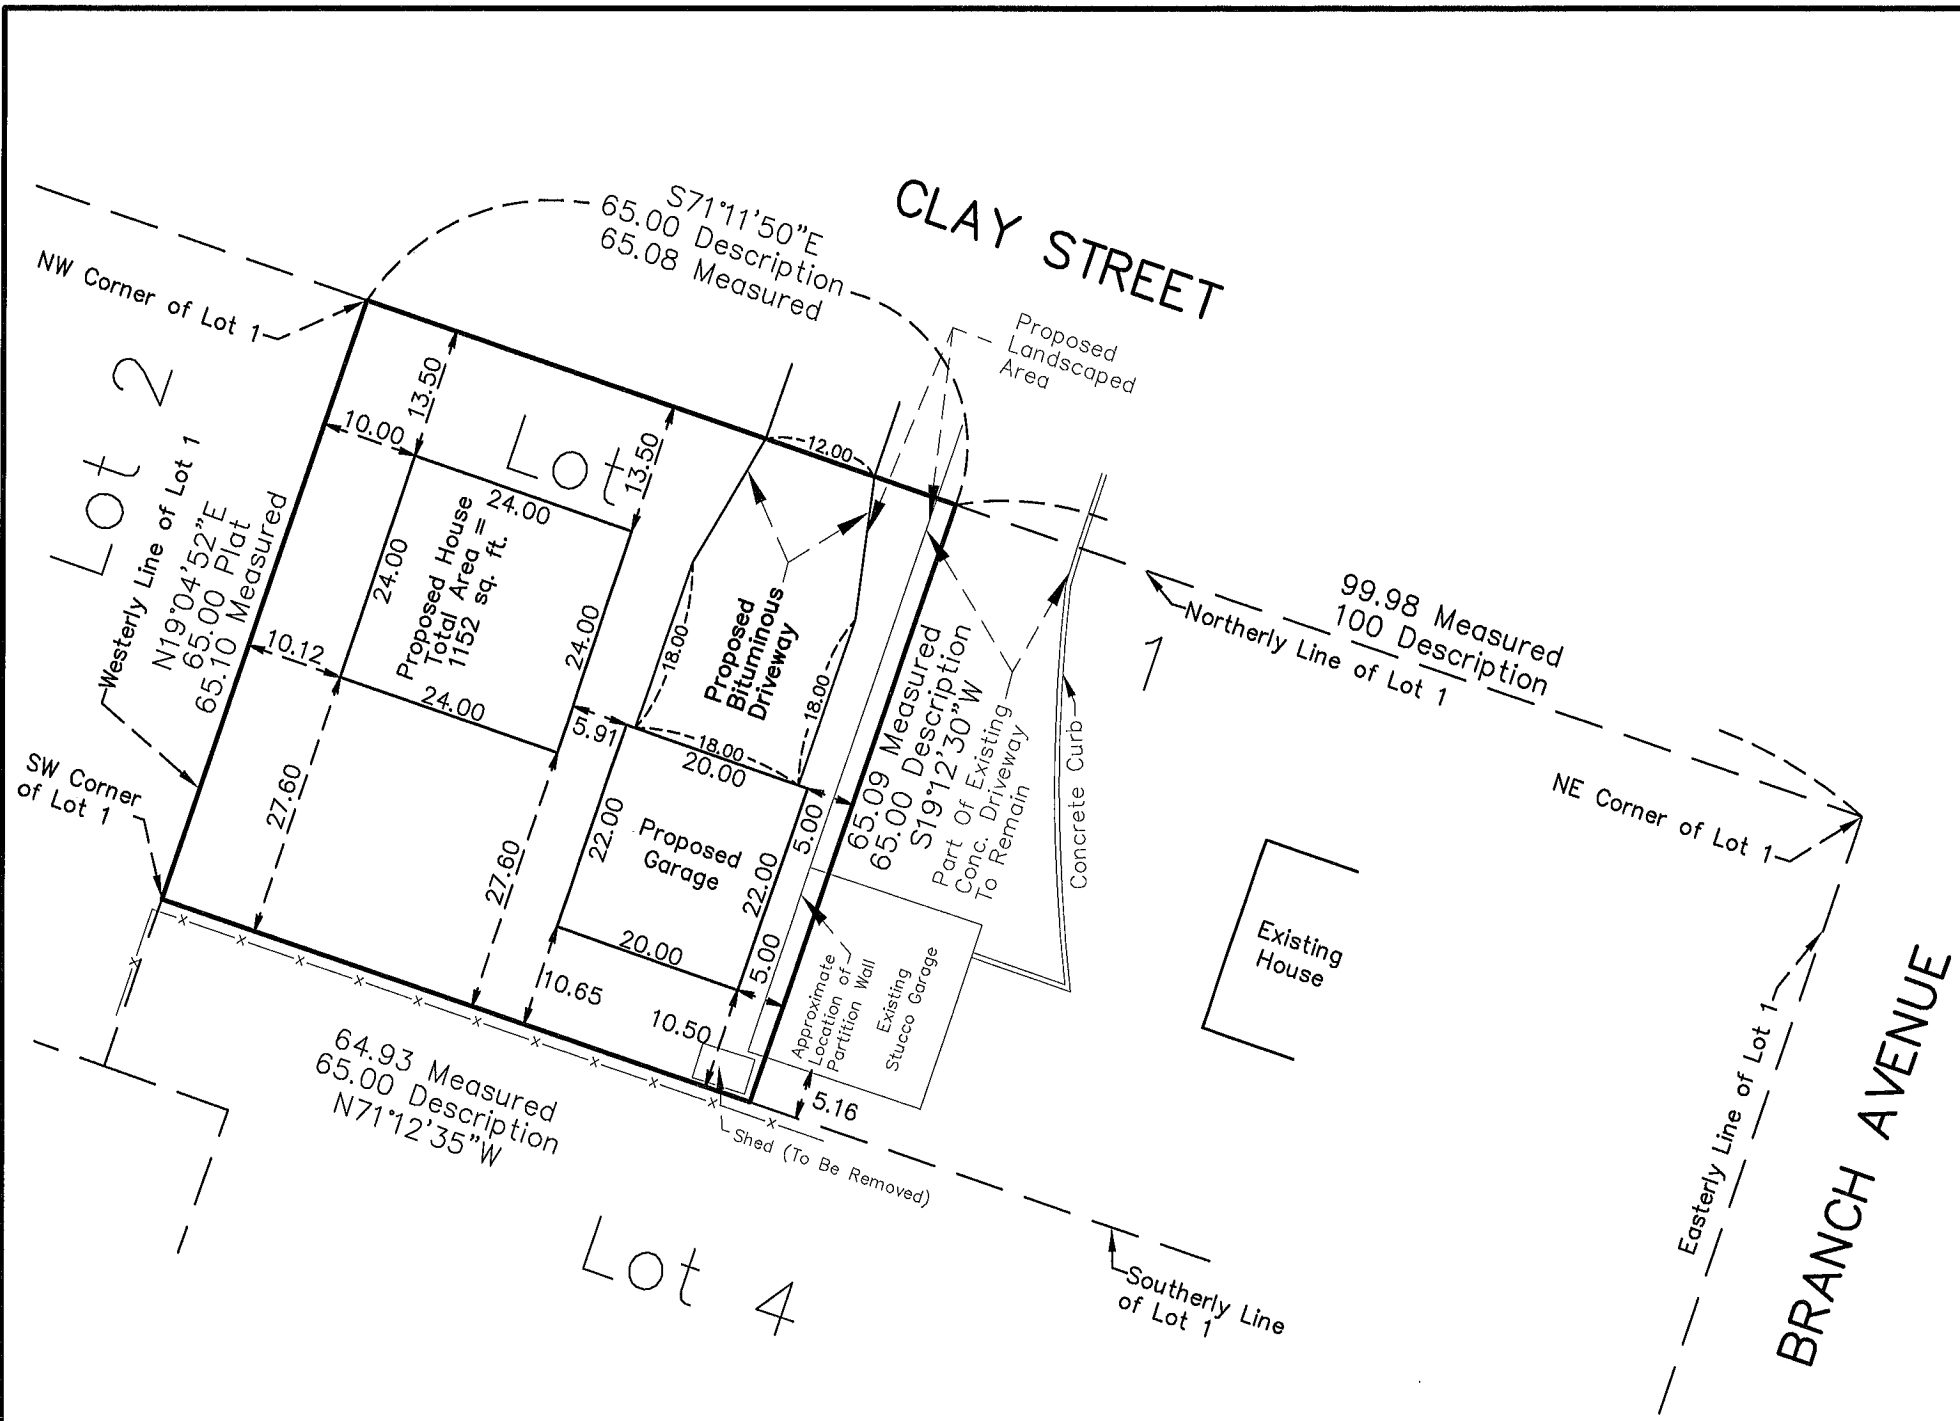 CLAY STREET
S71°11'50"E
65.00 Description
65.08 Measured
NW Corner of Lot 1
Proposed
Landscaped
Area
Lot 2
Westerly Line of Lot 1
N19°04'52"E
65.00 Plat
65.10 Measured
13.50
10.00
Lot
13.50
12.00
24.00
24.00
Proposed House
Total Area =
1152 sq. ft.
24.00
10.12
24.00
18.00
Proposed
Bituminous
Driveway
18.00
5.91
18.00
20.00
65.09 Measured
65.00 Description
S19°12'30"W
Part Of Existing
Conc. Driveway
To Remain
Concrete Curb
1
Northerly Line of Lot 1
99.98 Measured
100 Description
NE Corner of Lot 1
SW Corner
of Lot 1
27.60
27.60
22.00
Proposed
Garage
22.00
5.00
20.00
5.00
10.65
10.50
Approximate
Location of
Partition Wall
Existing
Stucco Garage
5.16
Existing
House
64.93 Measured
65.00 Description
N71°12'35"W
Shed (To Be Removed)
Lot 4
Southerly Line
of Lot 1
Easterly Line of Lot 1
BRANCH AVENUE